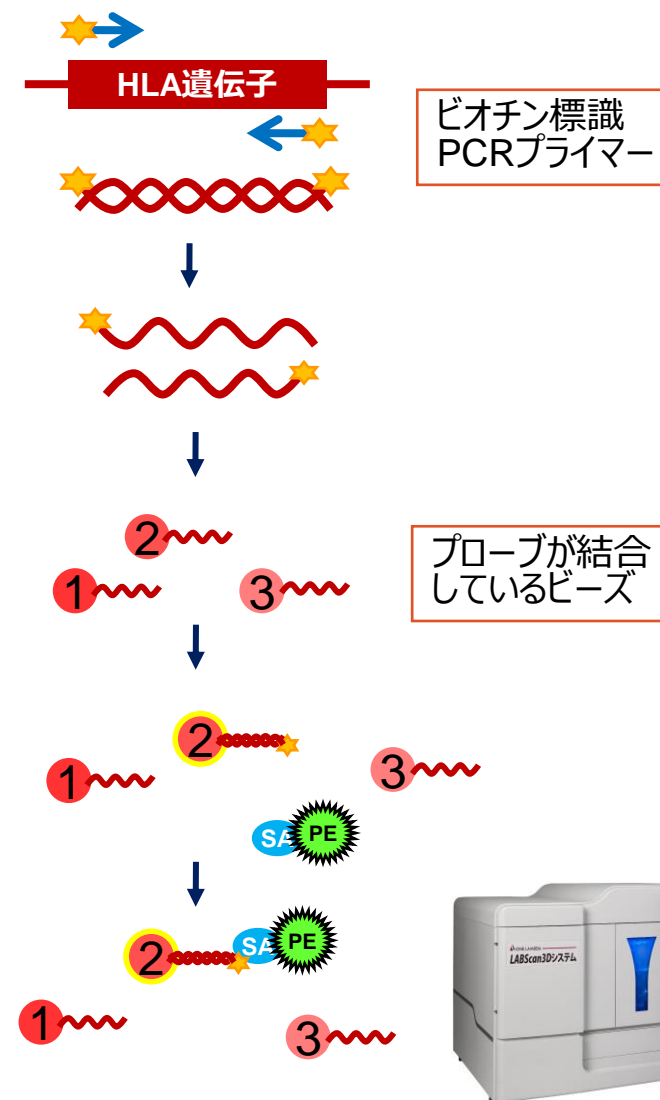 HLA遺伝子
ビオチン標識
PCRプライマー
2
1
3
プローブが結合
しているビーズ
2
1
3
SA
PE
2
SA
PE
1
3
ONE LAMBDA
LABScan3Dシステム